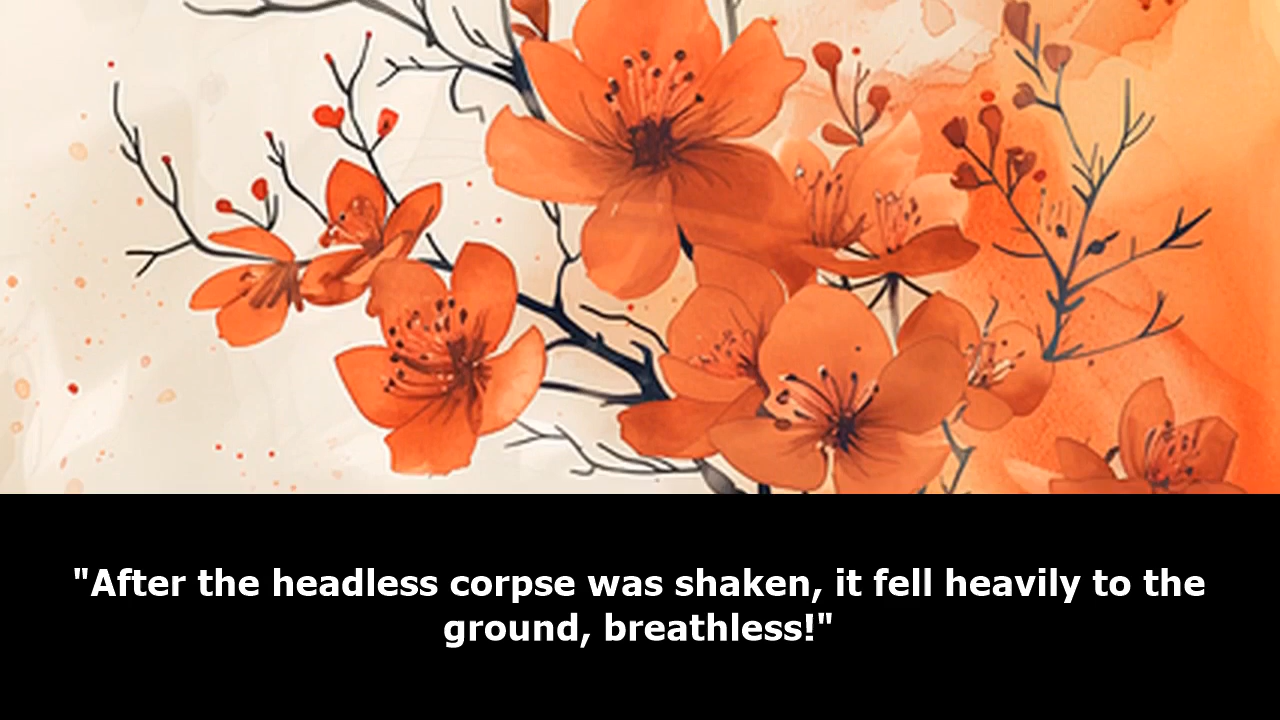 "After the headless corpse was shaken, it fell heavily to the
ground, breathless!"